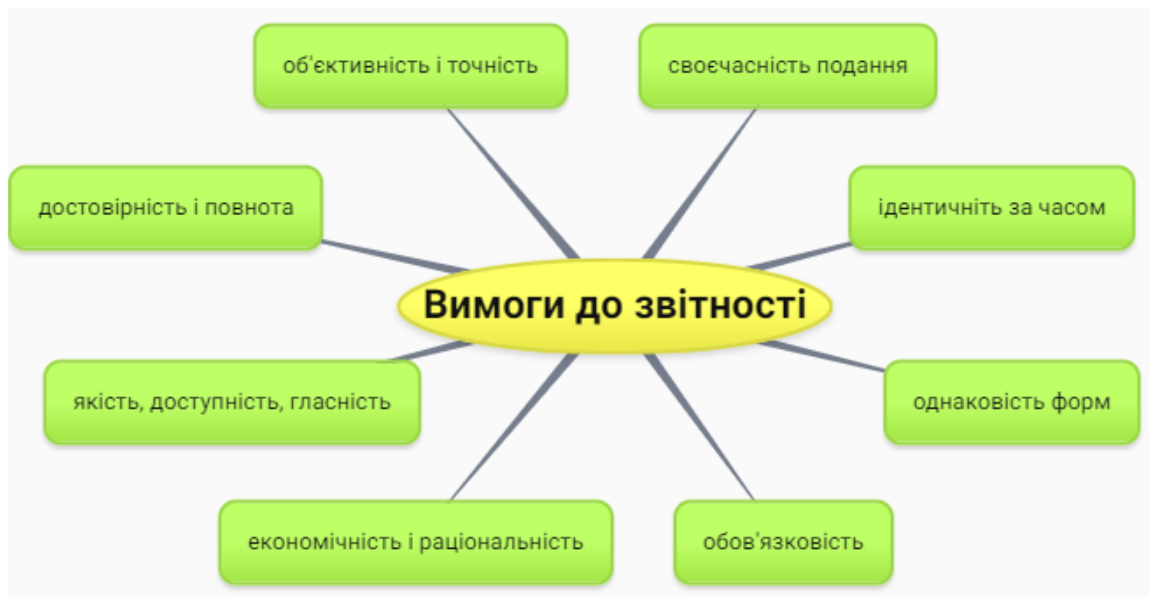 об'єктивність і точність
своєчасність подання
достовірність і повнота
ідентичніть за часом
Вимоги до звітності
якість, доступність, гласність
однаковість форм
економічність і раціональність
обов'язковість